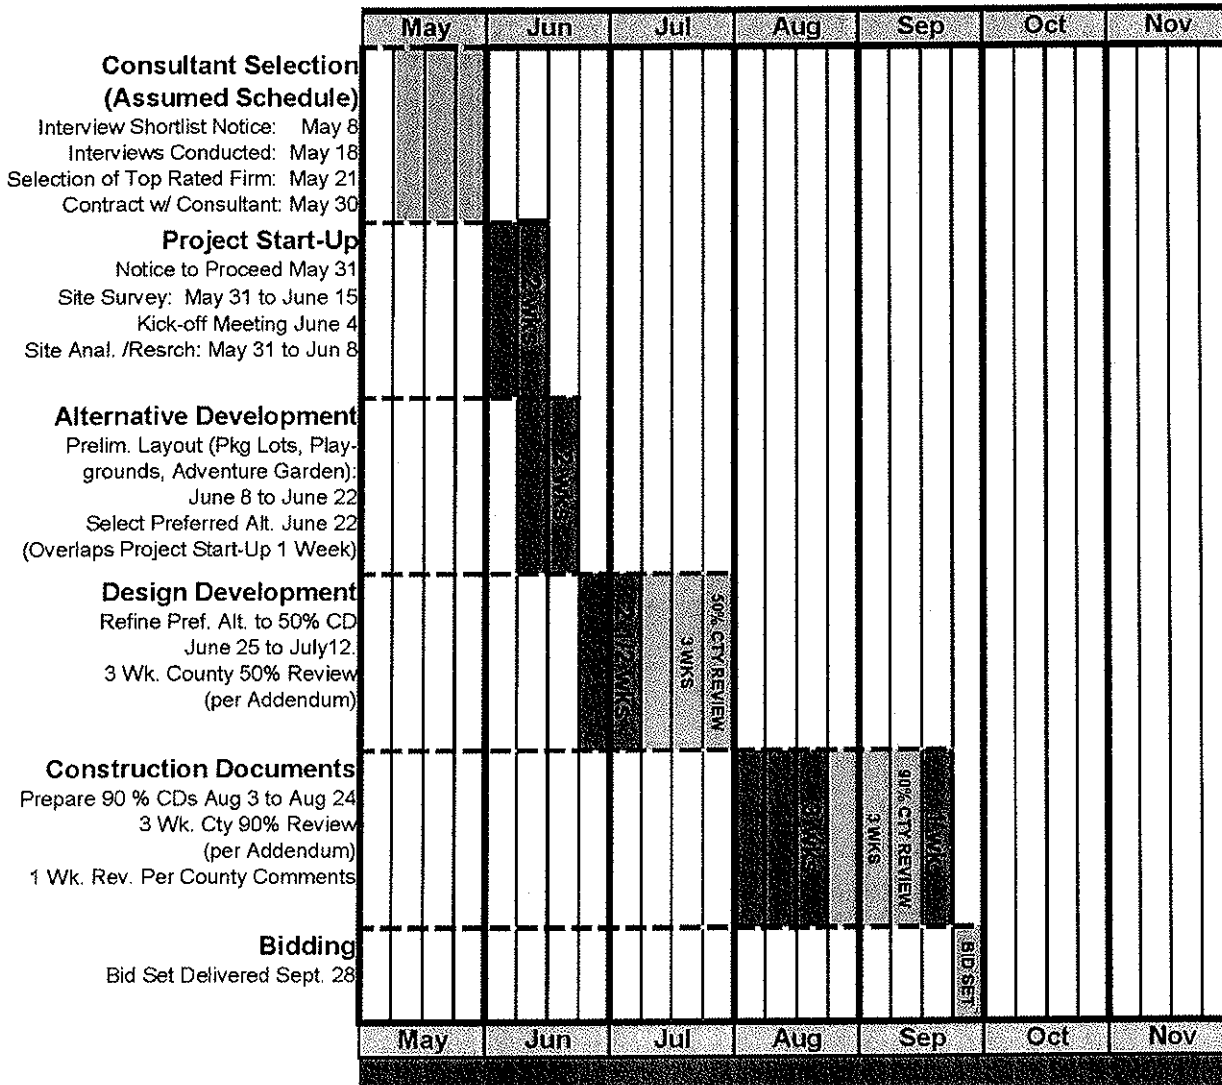 May Jun Jul Aug Sep Oct Nov
Consultant Selection
(Assumed Schedule)
Interview Shortlist Notice: May 8
Interviews Conducted: May 18
Selection of Top Rated Firm: May 21
Contract w/ Consultant: May 30
Project Start-Up
Notice to Proceed May 31
Site Survey: May 31 to June 15
Kick-off Meeting June 4
Site Anal. /Resrch: May 31 to Jun 8
2 WKS
Alternative Development
Prelim. Layout (Pkg Lots, Play-
grounds, Adventure Garden):
June 8 to June 22
Select Preferred Alt. June 22
(Overlaps Project Start-Up 1 Week)
2 WKS
Design Development
Refine Pref. Alt. to 50% CD
June 25 to July12.
3 Wk. County 50% Review
(per Addendum)
2 1/2 WKS
3 WKS
50% CTY REVIEW
Construction Documents
Prepare 90 % CDs Aug 3 to Aug 24
3 Wk. Cty 90% Review
(per Addendum)
1 Wk. Rev. Per County Comments
WKS
3 WKS
90% CTY REVIEW
Bidding
Bid Set Delivered Sept. 28
BID SET
May Jun Jul Aug Sep Oct Nov